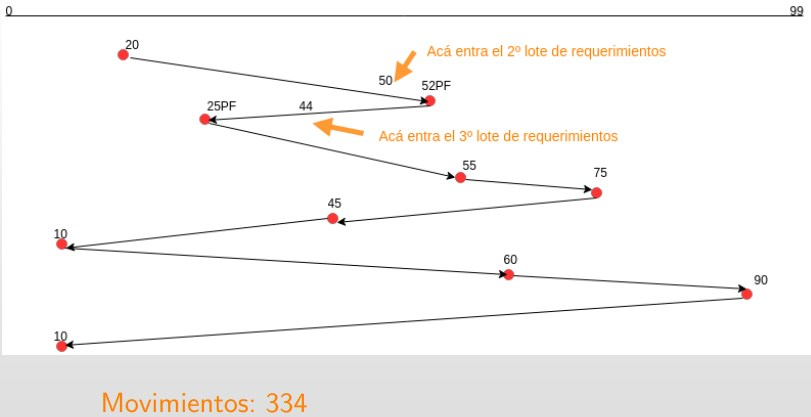 0 99
20
Acá entra el 2º lote de requerimientos
50 52PF
25PF 44
Acá entra el 3º lote de requerimientos
55
75
45
10
60
90
10
Movimientos: 334